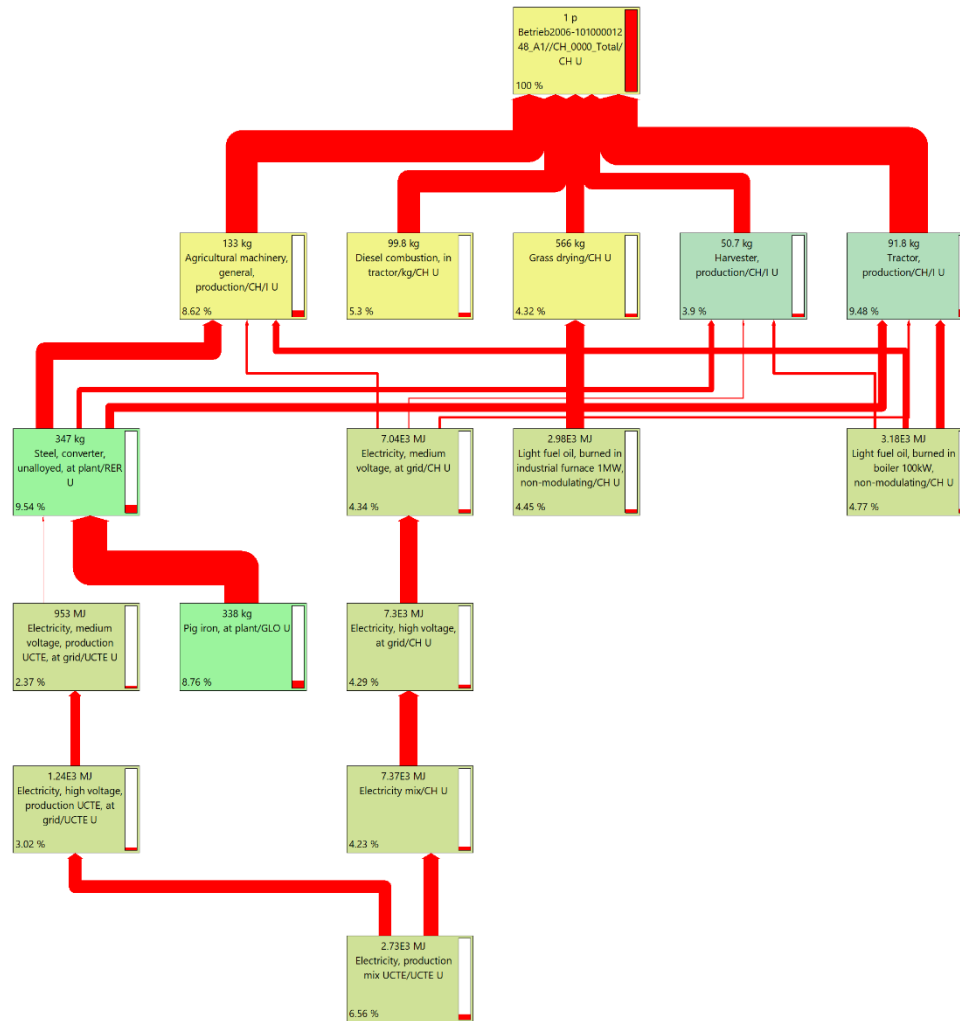 1 p
Betrieb2006-101000012
48_A1//CH_0000_Total/
CH U
100 %
133 kg
Agricultural machinery,
general,
production/CH/I U
8.62 %
99.8 kg
Diesel combustion, in
tractor/kg/CH U
5.3 %
566 kg
Grass drying/CH U
4.32 %
50.7 kg
Harvester,
production/CH/I U
3.9 %
91.8 kg
Tractor,
production/CH/I U
9.48 %
347 kg
Steel, converter,
unalloyed, at plant/RER
U
9.54 %
7.04E3 MJ
Electricity, medium
voltage, at grid/CH U
4.34 %
2.98E3 MJ
Light fuel oil, burned in
industrial furnace 1MW,
non-modulating/CH U
4.45 %
3.18E3 MJ
Light fuel oil, burned in
boiler 100kW,
non-modulating/CH U
4.77 %
953 MJ
Electricity, medium
voltage, production
UCTE, at grid/UCTE U
2.37 %
338 kg
Pig iron, at plant/GLO U
8.76 %
7.3E3 MJ
Electricity, high voltage,
at grid/CH U
4.29 %
1.24E3 MJ
Electricity, high voltage,
production UCTE, at
grid/UCTE U
3.02 %
7.37E3 MJ
Electricity mix/CH U
4.23 %
2.73E3 MJ
Electricity, production
mix UCTE/UCTE U
6.56 %